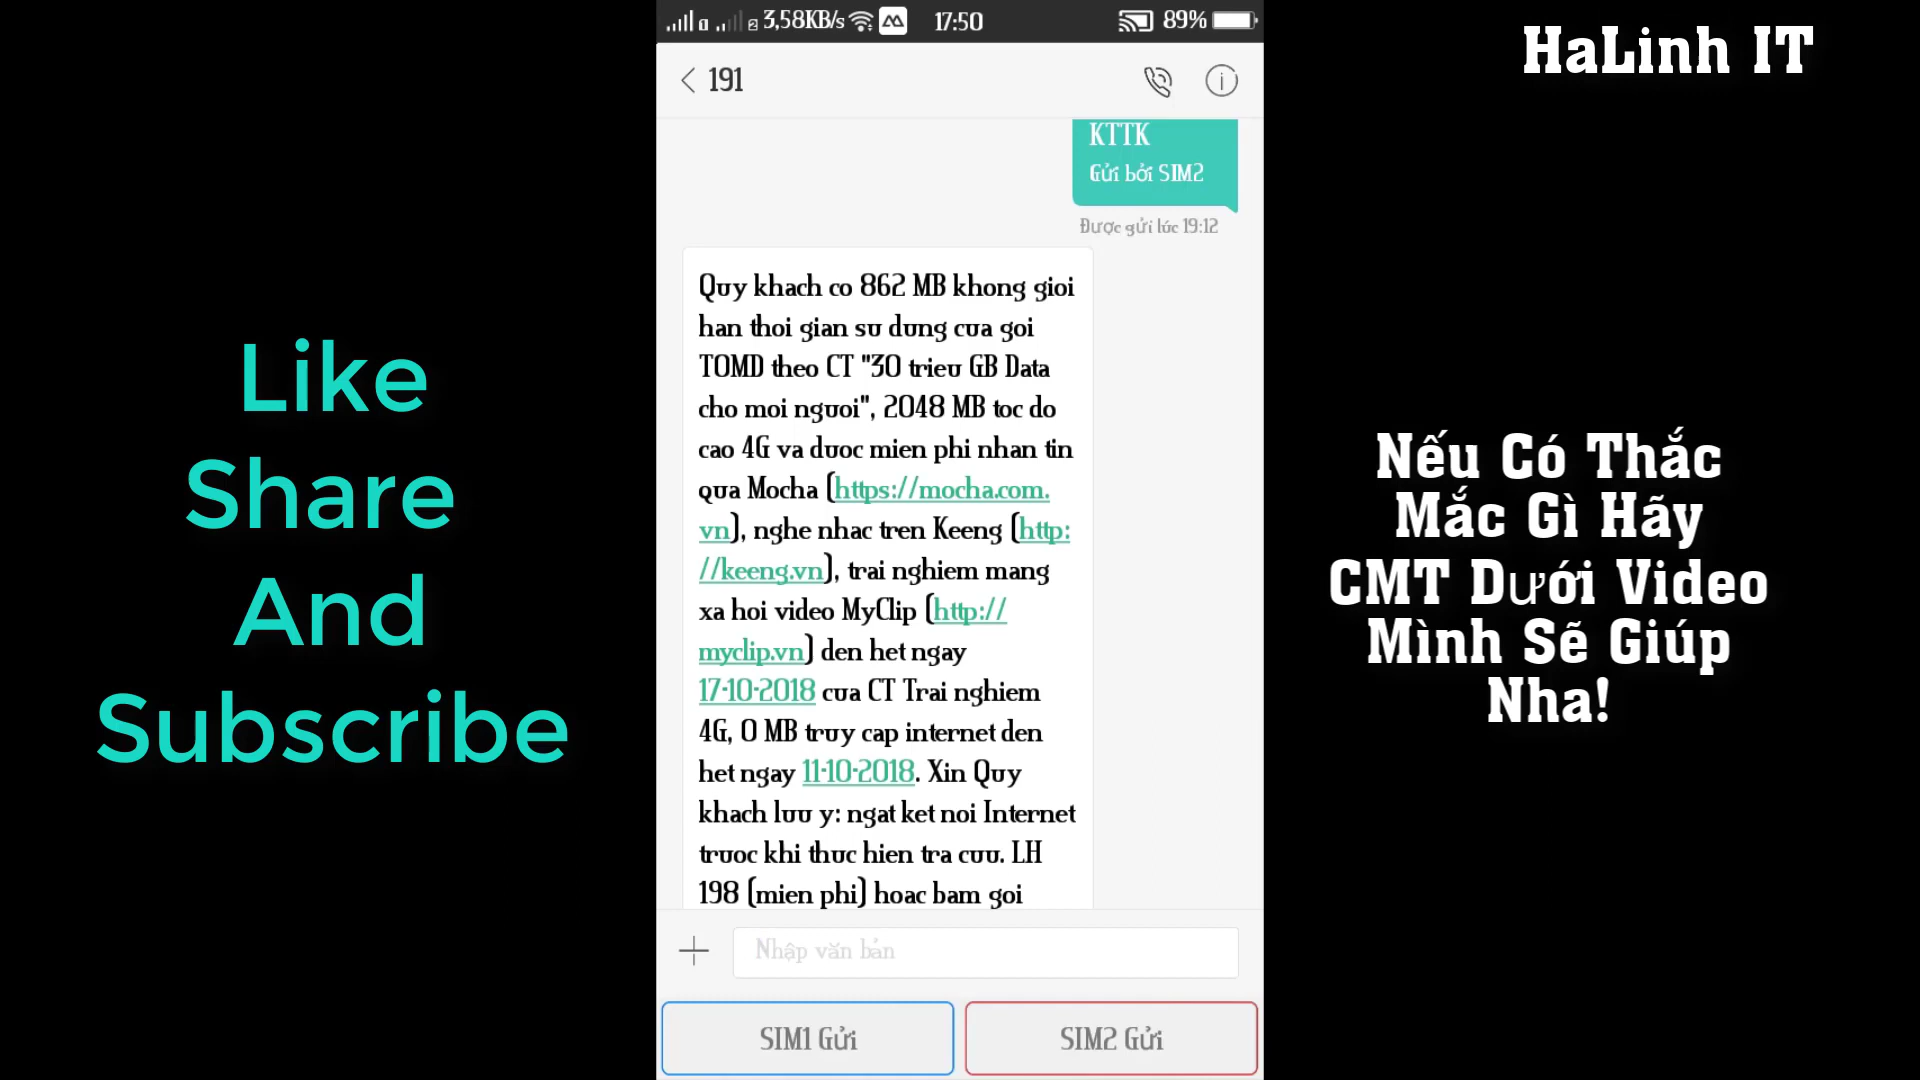 3,58KB/s 17:50 89%
HaLinh IT
191
KTTK
Gửi bởi SIM2
Được gửi lúc 19:12
Quy khach co 862 MB khong gioi
han thoi gian su dung cua goi
TOMD theo CT "30 trieu GB Data
cho moi nguoi", 2048 MB toc do
cao 4G va duoc mien phi nhan tin
qua Mocha (https://mocha.com.
vn), nghe nhac tren Keeng (http:
//keeng.vn), trai nghiem mang
xa hoi video MyClip (http://
myclip.vn) den het ngay
17-10-2018 cua CT Trai nghiem
4G, 0 MB truy cap internet den
het ngay 11-10-2018. Xin Quy
khach luu y: ngat ket noi Internet
truoc khi thuc hien tra cuu. LH
198 (mien phi) hoac bam goi
Nhập văn bản
SIM1 Gửi
SIM2 Gửi
Like
Share
And
Subscribe
Nếu Có Thắc
Mắc Gì Hãy
CMT Dưới Video
Mình Sẽ Giúp
Nha!